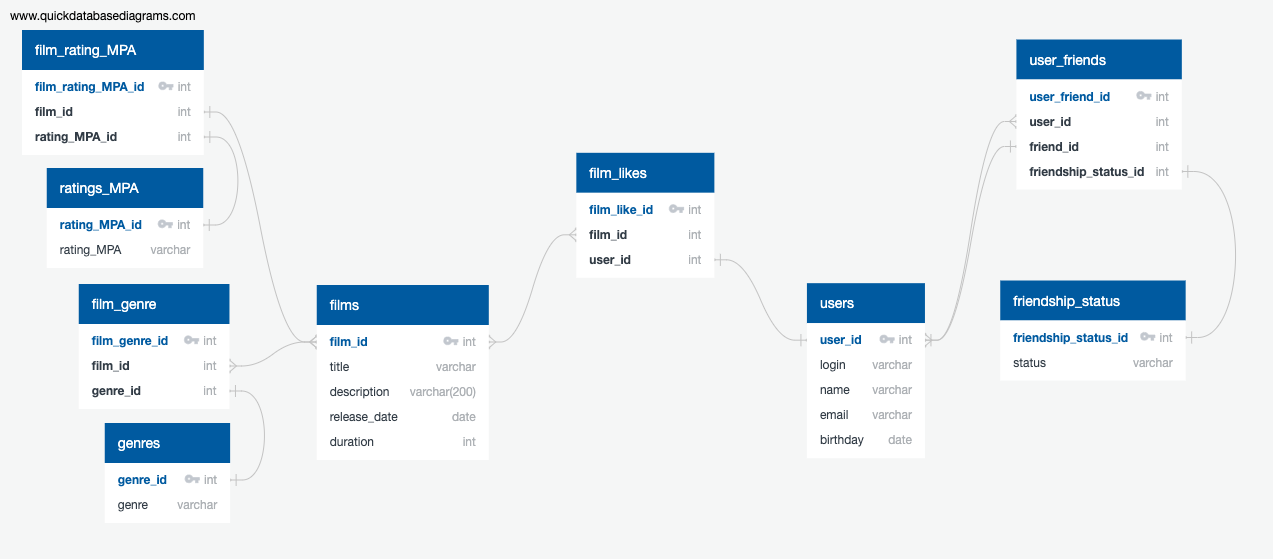 www.quickdatabasediagrams.com
film_rating_MPA
film_rating_MPA_id int
film_id int
rating_MPA_id int
ratings_MPA
rating_MPA_id int
rating_MPA varchar
film_genre
film_genre_id int
film_id int
genre_id int
genres
genre_id int
genre varchar
films
film_id int
title varchar
description varchar(200)
release_date date
duration int
film_likes
film_like_id int
film_id int
user_id int
users
user_id int
login varchar
name varchar
email varchar
birthday date
user_friends
user_friend_id int
user_id int
friend_id int
friendship_status_id int
friendship_status
friendship_status_id int
status varchar